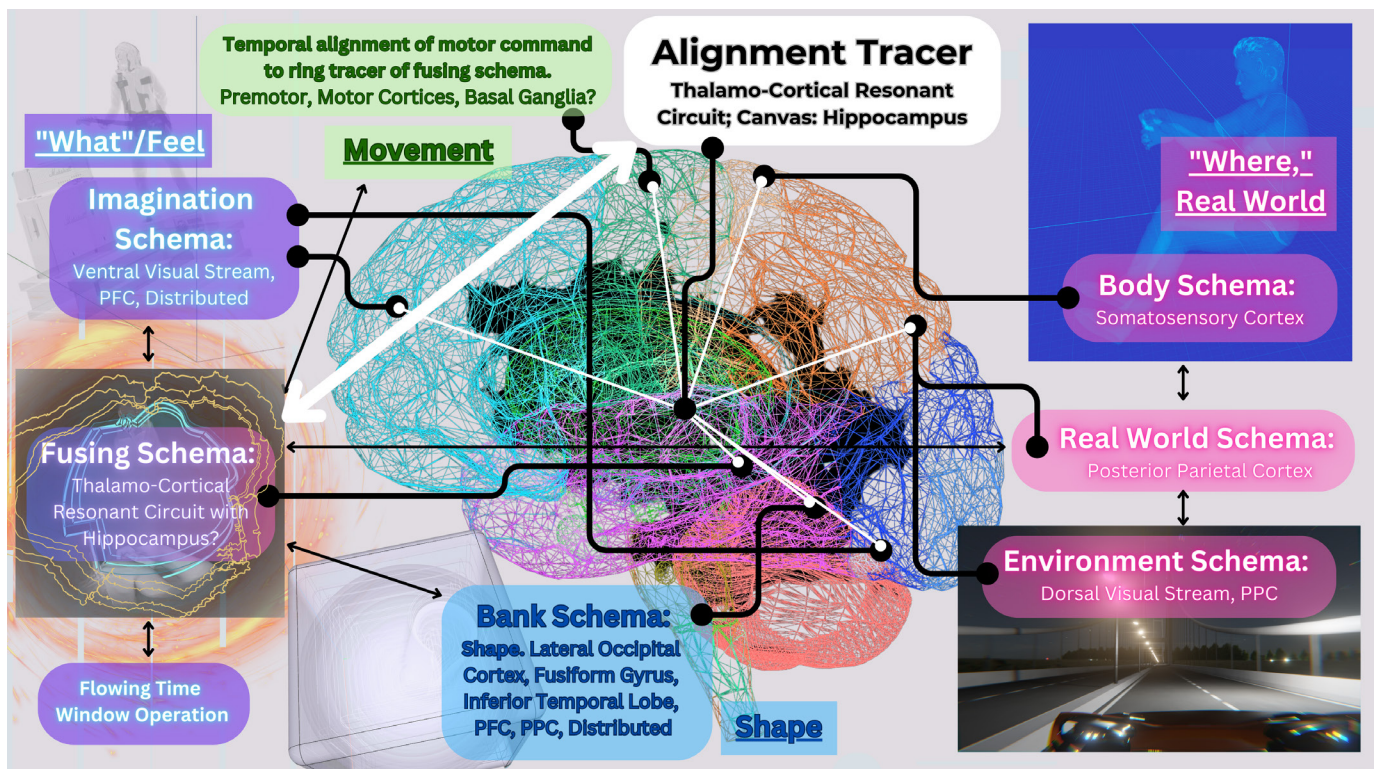 Temporal alignment of motor command
to ring tracer of fusing schema.
Premotor, Motor Cortices, Basal Ganglia?
Alignment Tracer
Thalamo-Cortical Resonant
Circuit; Canvas: Hippocampus
"What"/Feel
Movement
Imagination
Schema:
Ventral Visual Stream,
PFC, Distributed
"Where,"
Real World
Body Schema:
Somatosensory Cortex
Fusing Schema:
Thalamo-Cortical
Resonant Circuit with
Hippocampus?
Real World Schema:
Posterior Parietal Cortex
Environment Schema:
Dorsal Visual Stream, PPC
Bank Schema:
Shape. Lateral Occipital
Cortex, Fusiform Gyrus,
Inferior Temporal Lobe,
PFC, PPC, Distributed
Shape
Flowing Time
Window Operation